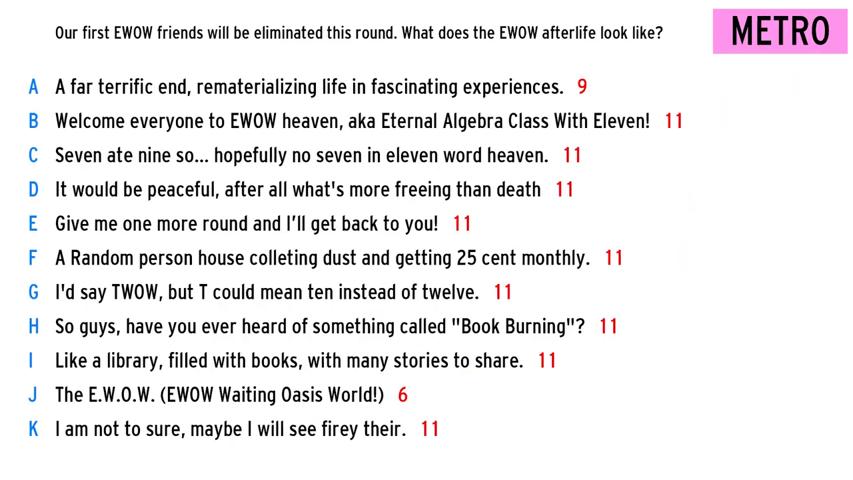 Our first EWOW friends will be eliminated this round. What does the EWOW afterlife look like?
METRO
A A far terrific end, rematerializing life in fascinating experiences. 9
B Welcome everyone to EWOW heaven, aka Eternal Algebra Class With Eleven! 11
C Seven ate nine so... hopefully no seven in eleven word heaven. 11
D It would be peaceful, after all what's more freeing than death 11
E Give me one more round and I’ll get back to you! 11
F A Random person house colleting dust and getting 25 cent monthly. 11
G I'd say TWOW, but T could mean ten instead of twelve. 11
H So guys, have you ever heard of something called "Book Burning"? 11
I Like a library, filled with books, with many stories to share. 11
J The E.W.O.W. (EWOW Waiting Oasis World!) 6
K I am not to sure, maybe I will see firey their. 11